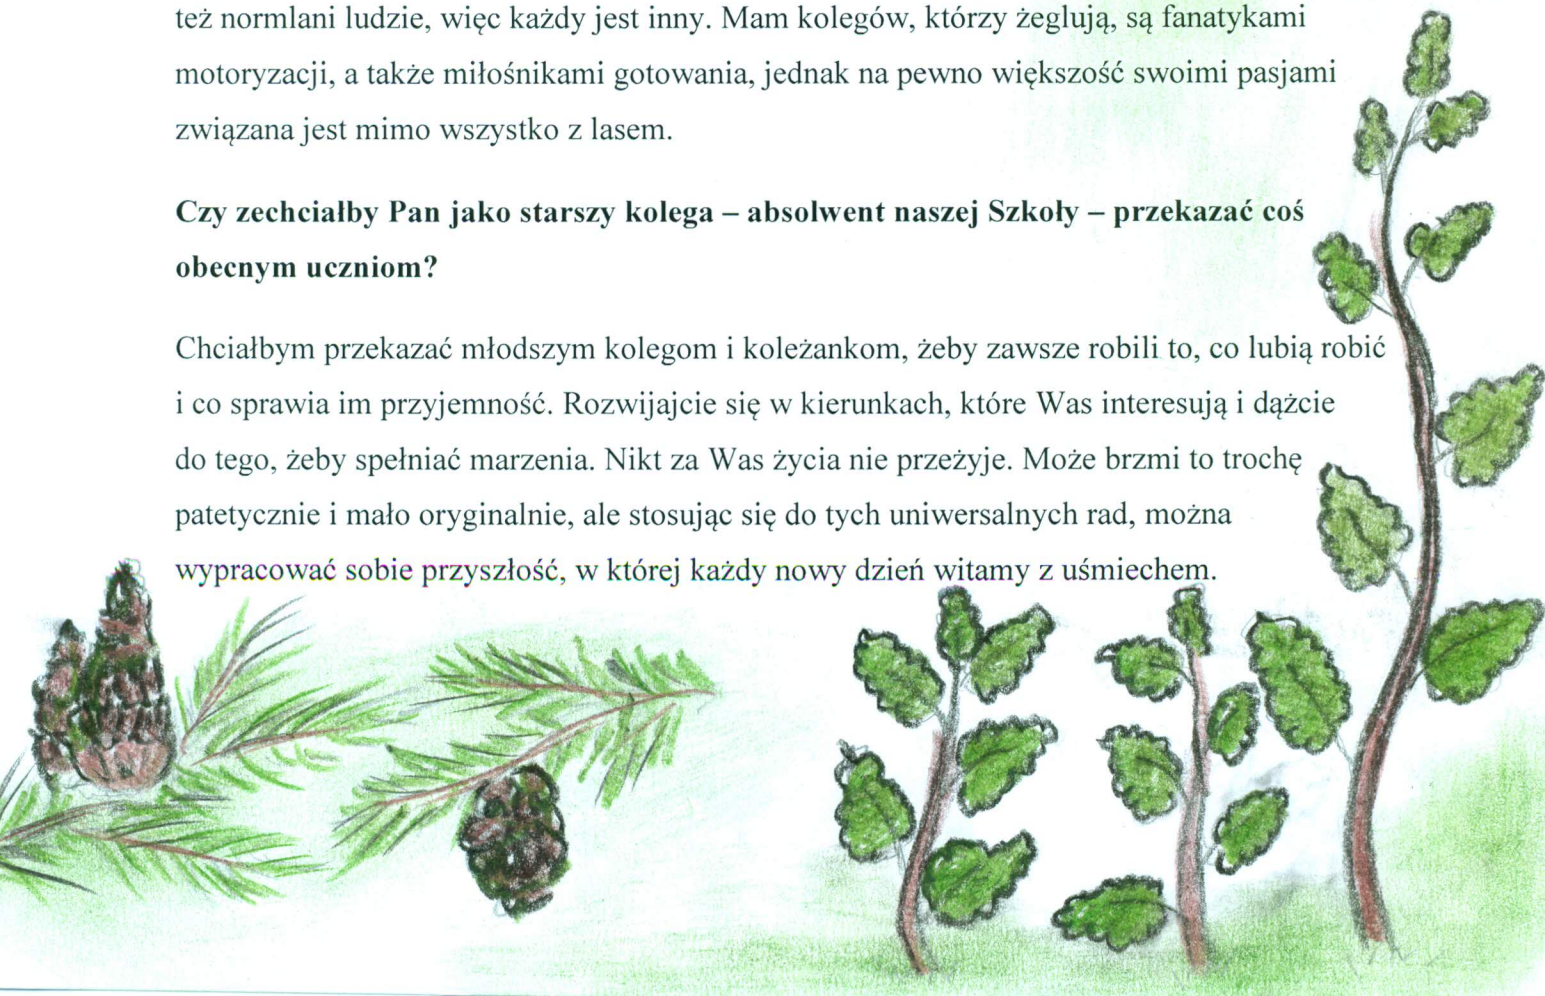 też normlani ludzie, więc każdy jest inny. Mam kolegów, którzy żeglują, są fanatykami
motoryzacji, a także miłośnikami gotowania, jednak na pewno większość swoimi pasjami
związana jest mimo wszystko z lasem.
Czy zechciałby Pan jako starszy kolega – absolwent naszej Szkoły – przekazać coś
obecnym uczniom?
Chciałbym przekazać młodszym kolegom i koleżankom, żeby zawsze robili to, co lubią robić
i co sprawia im przyjemność. Rozwijajcie się w kierunkach, które Was interesują i dążcie
do tego, żeby spełniać marzenia. Nikt za Was życia nie przeżyje. Może brzmi to trochę
patetycznie i mało oryginalnie, ale stosując się do tych uniwersalnych rad, można
wypracować sobie przyszłość, w której każdy nowy dzień witamy z uśmiechem.